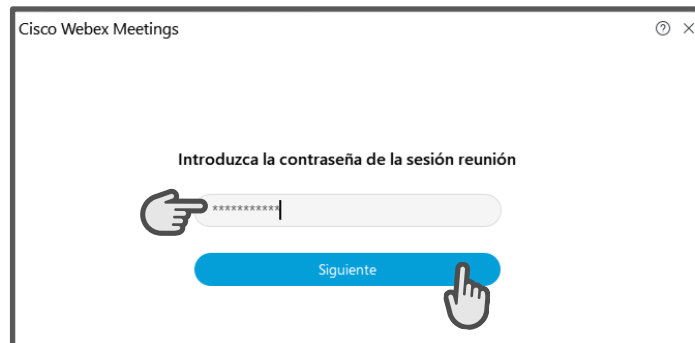 Cisco Webex Meetings
Introduzca la contraseña de la sesión reunión
***********
Siguiente